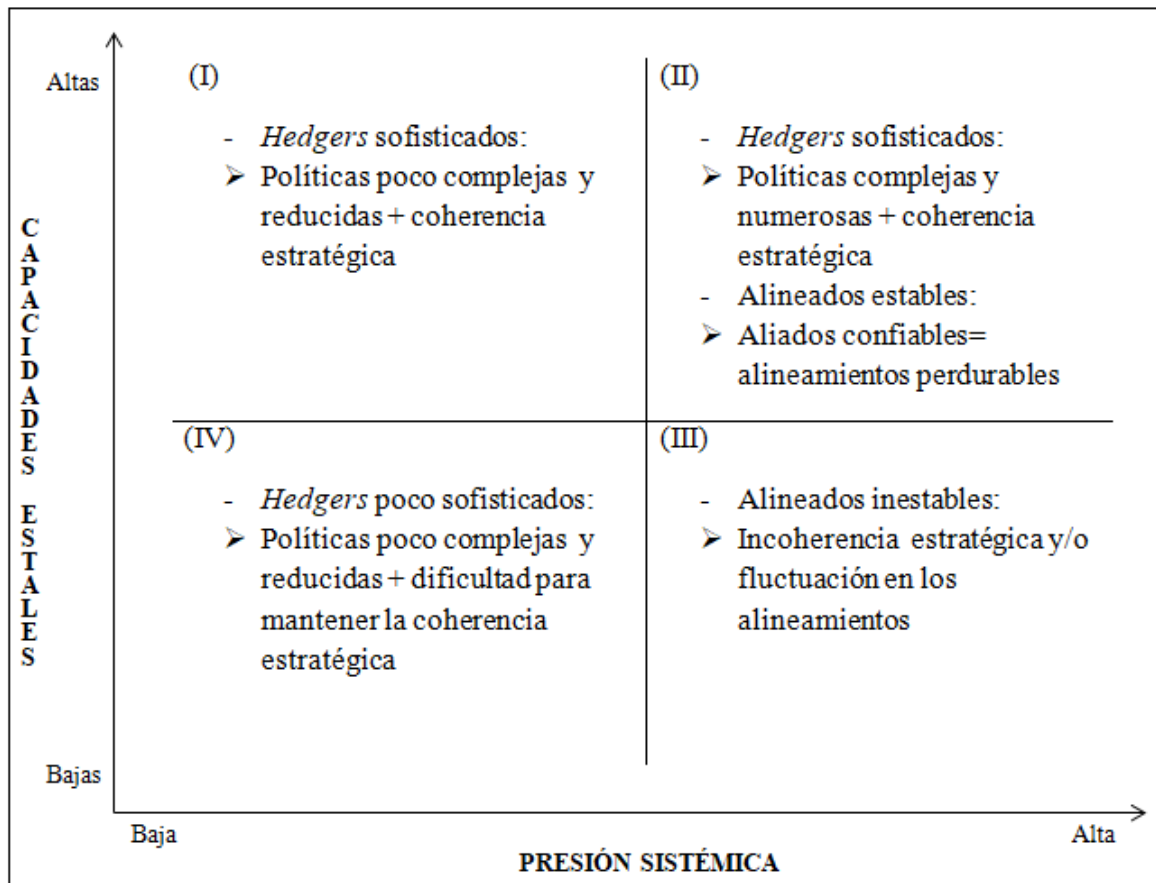 Altas
(I)
- Hedgers sofisticados:
➢ Políticas poco complejas y
reducidas + coherencia
estratégica
(II)
- Hedgers sofisticados:
➢ Políticas complejas y
numerosas + coherencia
estratégica
- Alineados estables:
➢ Aliados confiables=
alineamientos perdurables
CAPACIDADES ESTALES
(IV)
- Hedgers poco sofisticados:
➢ Políticas poco complejas y
reducidas + dificultad para
mantener la coherencia
estratégica
(III)
- Alineados inestables:
➢ Incoherencia estratégica y/o
fluctuación en los
alineamientos
Bajas
Baja
Alta
PRESIÓN SISTÉMICA